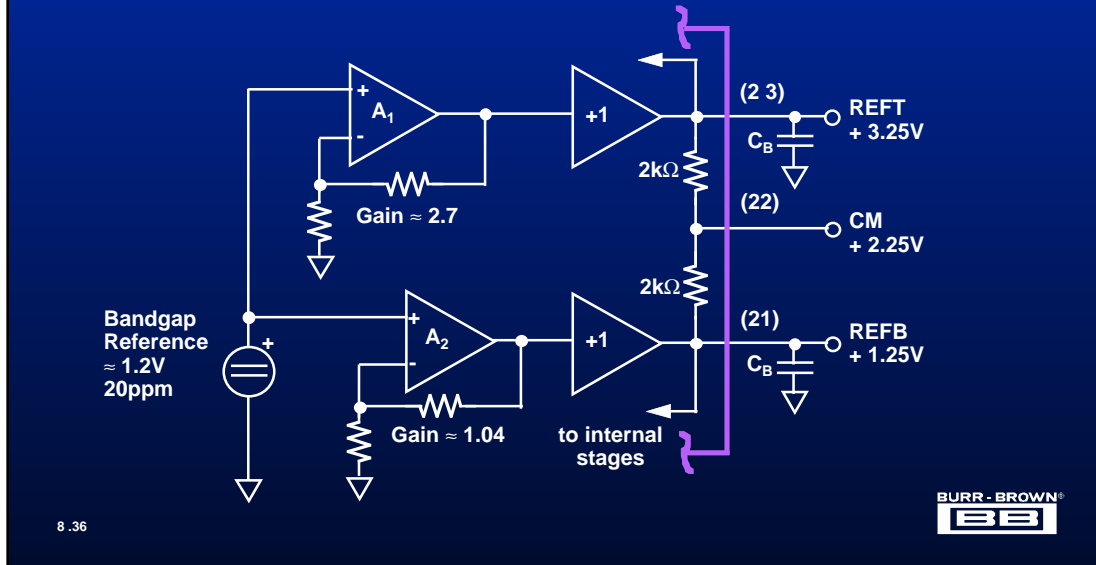 +
A1
-
Gain ≈ 2.7
+1
(2 3)
REFT
+ 3.25V
CB
2kΩ
(22)
CM
+ 2.25V
2kΩ
(21)
REFB
+ 1.25V
CB
Bandgap
Reference
≈ 1.2V
20ppm
+
+
A2
-
Gain ≈ 1.04
+1
to internal
stages
8 .36
BURR - BROWN®
BB